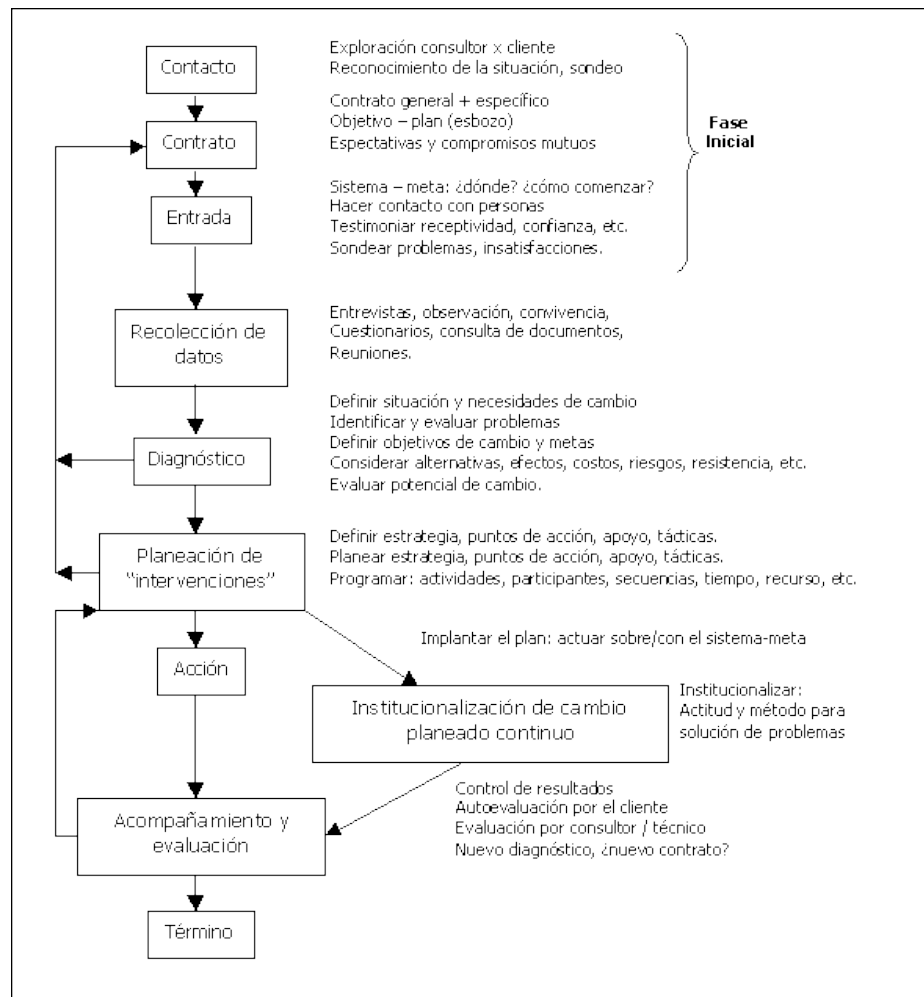 Contacto
Exploración consultor x cliente
Reconocimiento de la situación, sondeo
Contrato
Contrato general + específico
Objetivo – plan (esbozo)
Espectativas y compromisos mutuos
Fase
Inicial
Entrada
Sistema – meta: ¿dónde? ¿cómo comenzar?
Hacer contacto con personas
Testimoniar receptividad, confianza, etc.
Sondear problemas, insatisfacciones.
Recolección de
datos
Entrevistas, observación, convivencia,
Cuestionarios, consulta de documentos,
Reuniones.
Diagnóstico
Definir situación y necesidades de cambio
Identificar y evaluar problemas
Definir objetivos de cambio y metas
Considerar alternativas, efectos, costos, riesgos, resistencia, etc.
Evaluar potencial de cambio.
Planeación de
"intervenciones"
Definir estrategia, puntos de acción, apoyo, tácticas.
Planear estrategia, puntos de acción, apoyo, tácticas.
Programar: actividades, participantes, secuencias, tiempo, recurso, etc.
Acción
Implantar el plan: actuar sobre/con el sistema-meta
Institucionalización de cambio
planeado continuo
Institucionalizar:
Actitud y método para
solución de problemas
Acompañamiento y
evaluación
Control de resultados
Autoevaluación por el cliente
Evaluación por consultor / técnico
Nuevo diagnóstico, ¿nuevo contrato?
Término